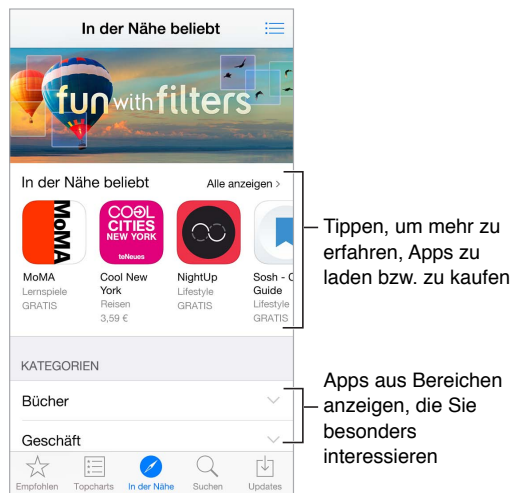 In der Nähe beliebt
fun with filters
In der Nähe beliebt
Alle anzeigen >
MoMA
COOL
CITIES
NEW YORK
teNeues
MoMA
Lernspiele
GRATIS
Cool New
York
Reisen
3,59 €
NightUp
Lifestyle
GRATIS
Sosh - C
Guide
Lifestyle
GRATIS
Tippen, um mehr zu
erfahren, Apps zu
laden bzw. zu kaufen
KATEGORIEN
Bücher
Geschäft
Apps aus Bereichen
anzeigen, die Sie
besonders
interessieren
Empfohlen
Topcharts
In der Nähe
Suchen
Updates